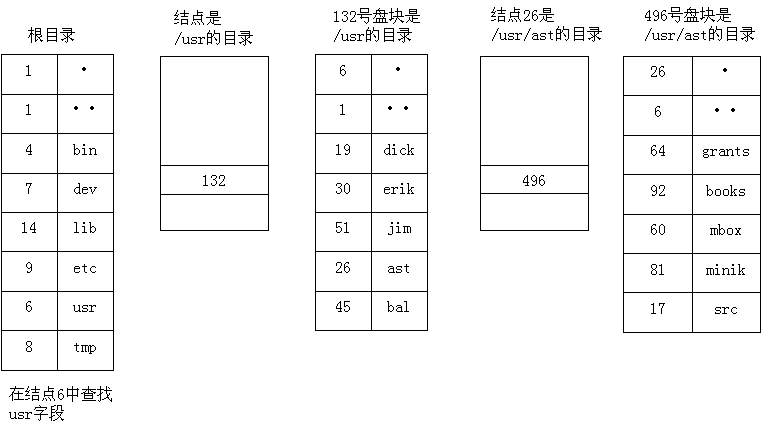 根目录
1 •
1 • •
4 bin
7 dev
14 lib
9 etc
6 usr
8 tmp
在结点6中查找
usr字段
结点是
/usr的目录
132
132号盘块是
/usr的目录
6 •
1 • •
19 dick
30 erik
51 jim
26 ast
45 bal
结点26是
/usr/ast的目录
496
496号盘块是
/usr/ast的目录
26 •
6 • •
64 grants
92 books
60 mbox
81 minik
17 src